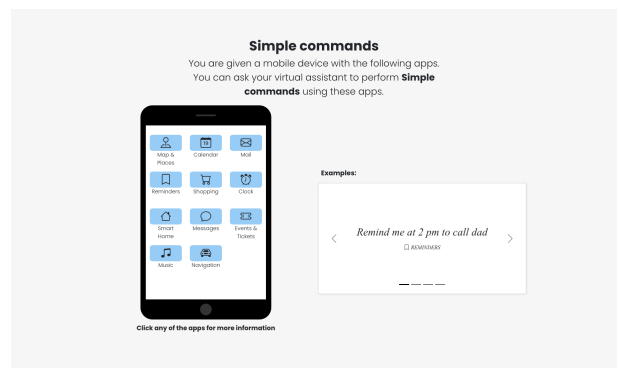 Simple commands
You are given a mobile device with the following apps.
You can ask your virtual assistant to perform Simple
commands using these apps.
19
Map &
Places
Calendar
Mail
Reminders
Shopping
Clock
Smart
Home
Messages
Events &
Tickets
Music
Navigation
Click any of the apps for more information
Examples:
Remind me at 2 pm to call dad
REMINDERS